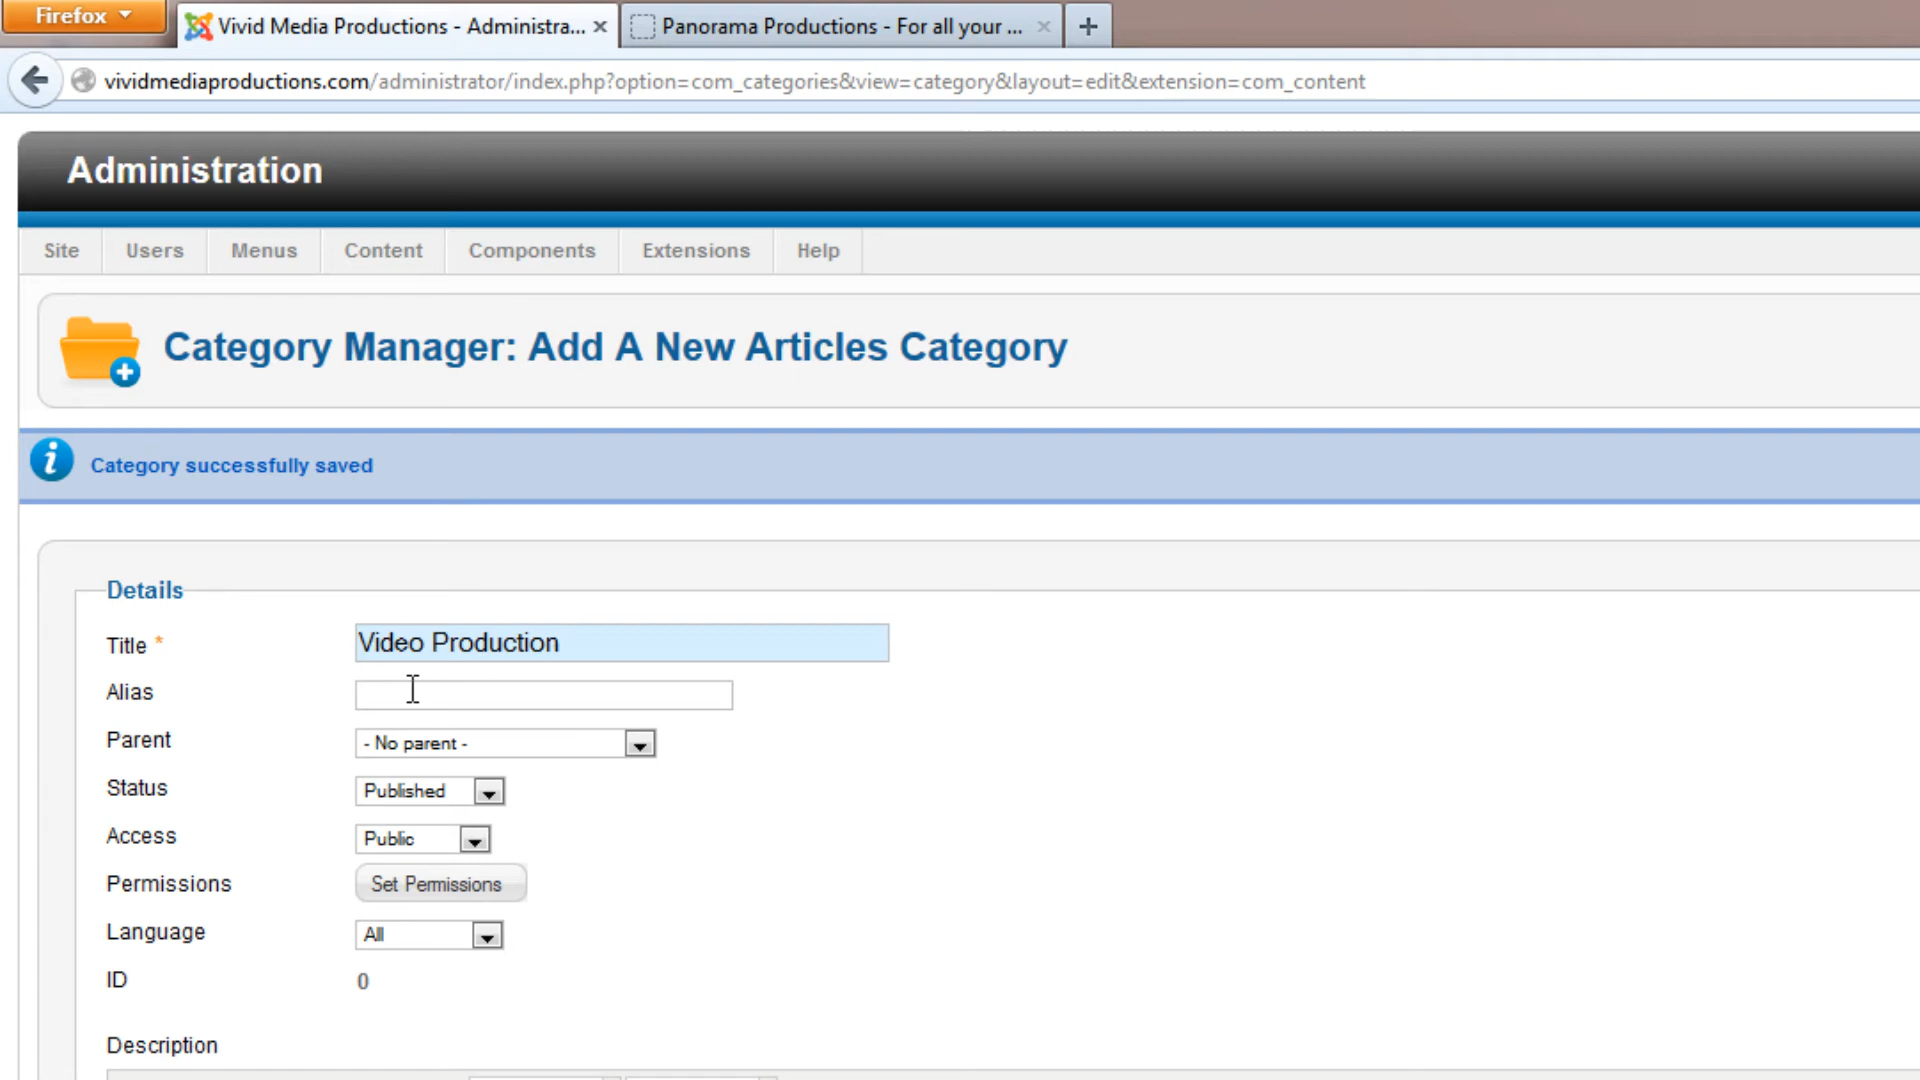 Firefox
Vivid Media Productions - Administra...
Panorama Productions - For all your ...
vividmediaproductions.com/administrator/index.php?option=com_categories&view=category&layout=edit&extension=com_content
Administration
Site Users Menus Content Components Extensions Help
Category Manager: Add A New Articles Category
Category successfully saved
Details
Title * Video Production
Alias
Parent - No parent -
Status Published
Access Public
Permissions Set Permissions
Language All
ID 0
Description